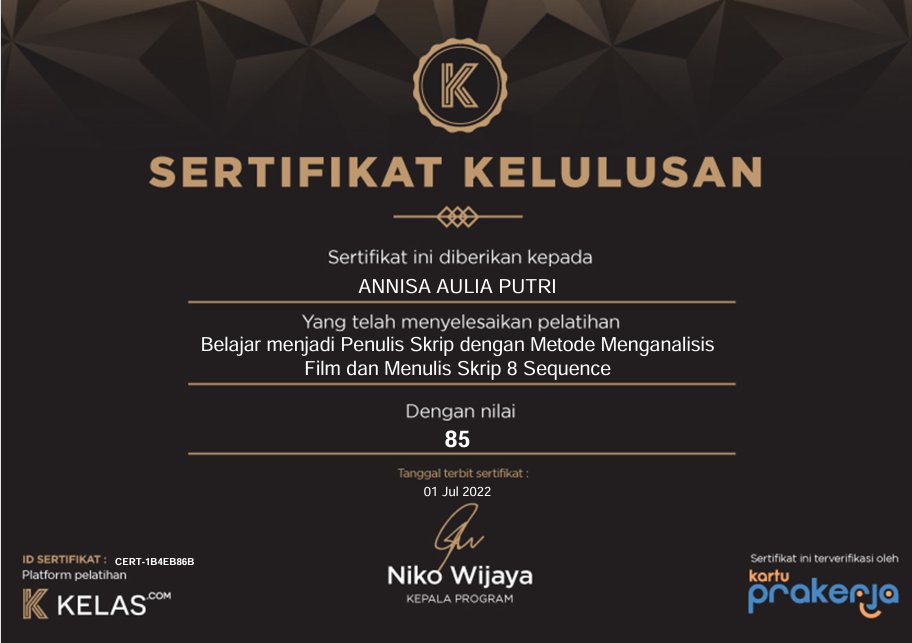 K
SERTIFIKAT KELULUSAN
Sertifikat ini diberikan kepada
ANNISA AULIA PUTRI
Yang telah menyelesaikan pelatihan
Belajar menjadi Penulis Skrip dengan Metode Menganalisis
Film dan Menulis Skrip 8 Sequence
Dengan nilai
85
Tanggal terbit sertifikat :
01 Jul 2022
Niko Wijaya
KEPALA PROGRAM
ID SERTIFIKAT : CERT-1B4EB86B
Platform pelatihan
K KELAS.COM
Sertifikat ini terverifikasi oleh
kartu
prakerja